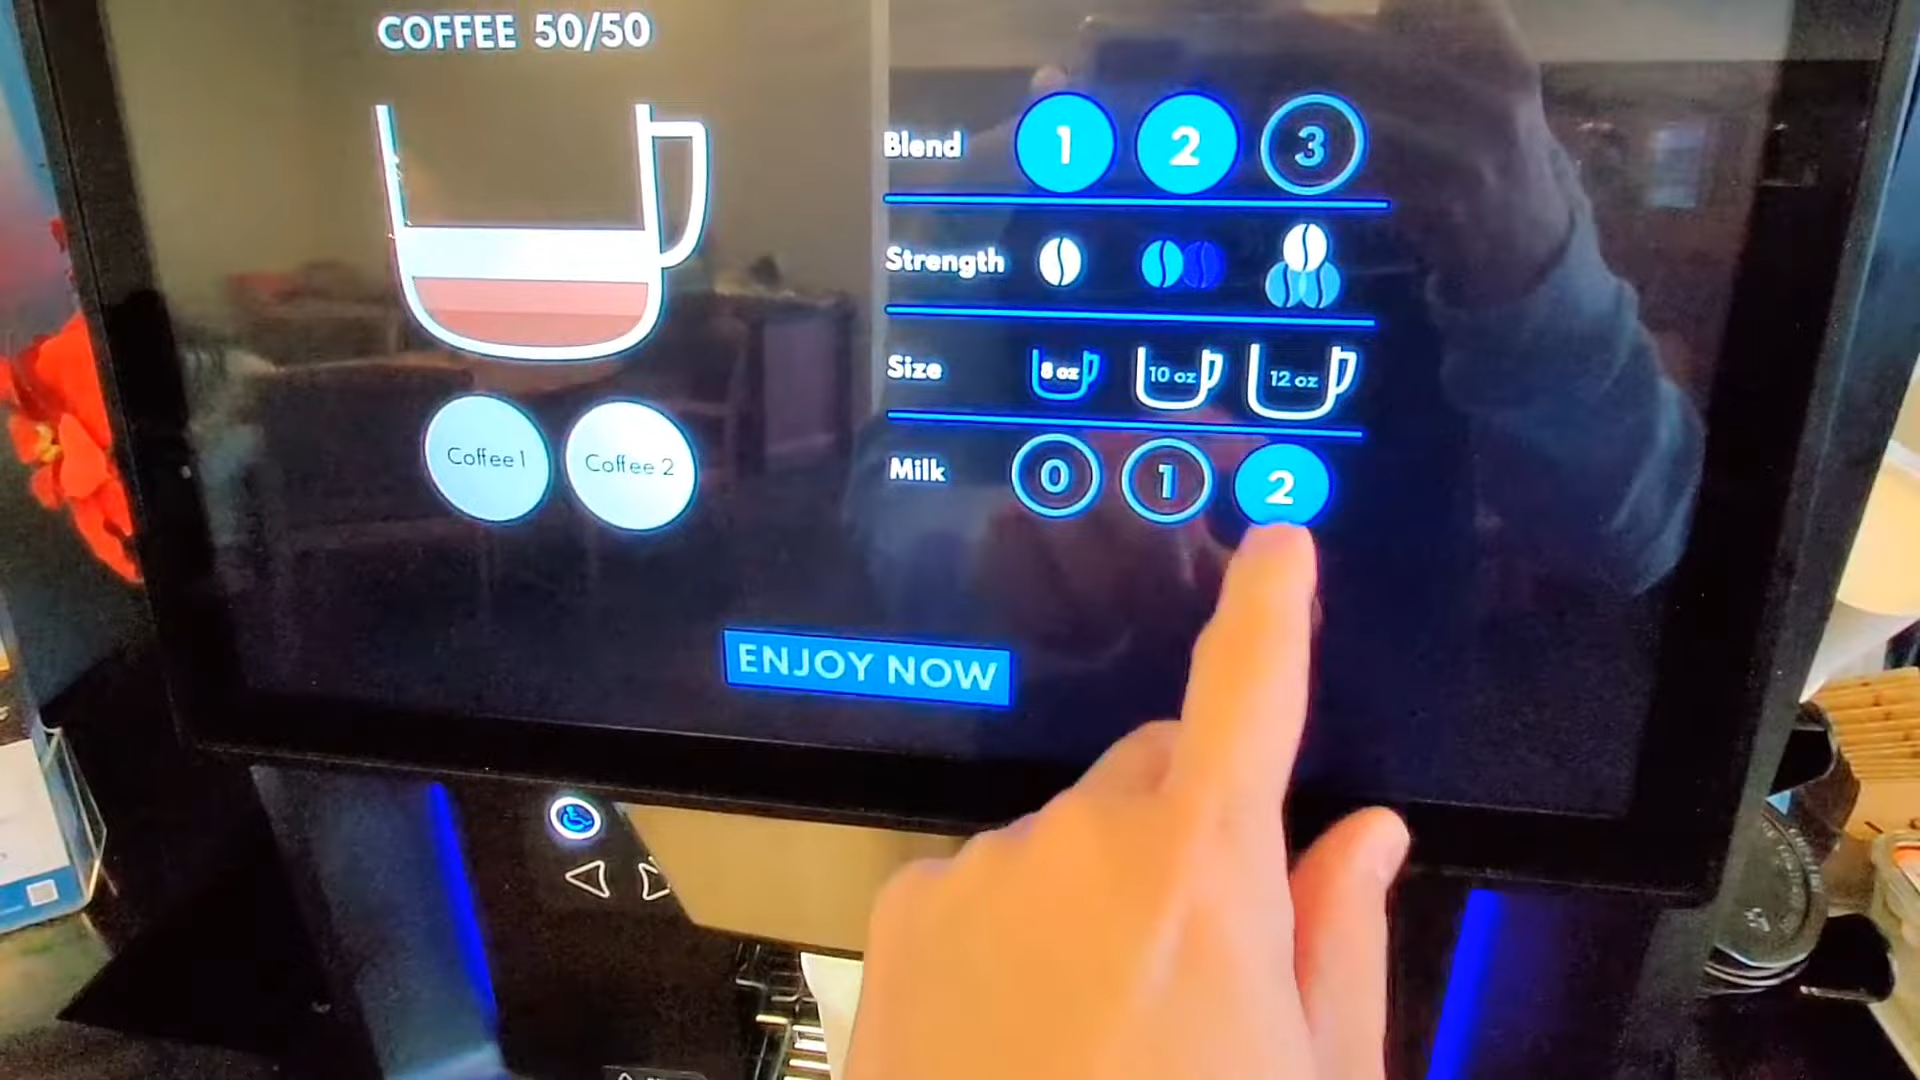 COFFEE 50/50
Blend 1 2 3
Strength
Size 8 oz 10 oz 12 oz
Milk 0 1 2
Coffee 1 Coffee 2
ENJOY NOW